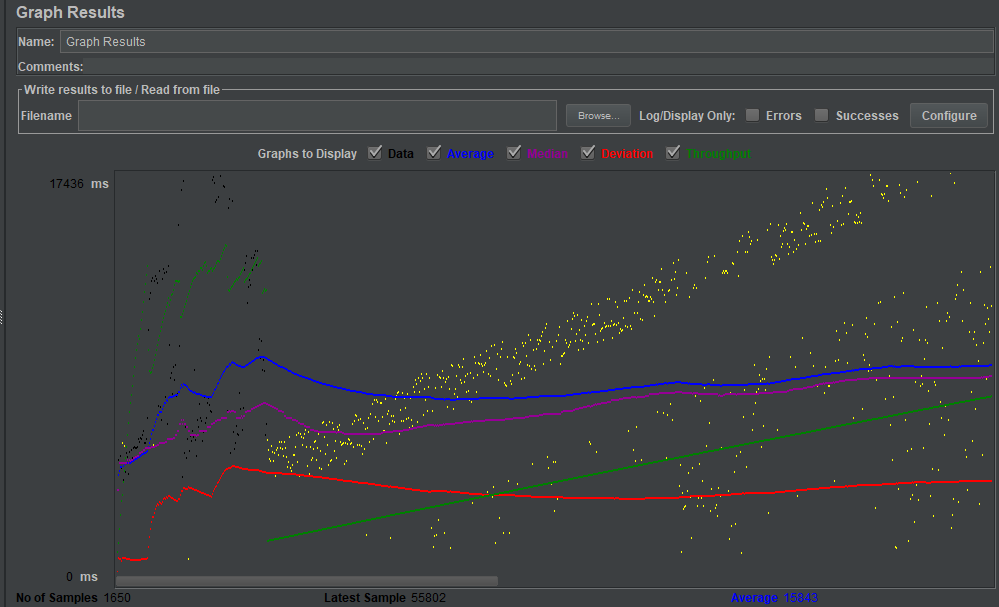 Graph Results
Name: Graph Results
Comments:
Write results to file / Read from file
Filename Browse... Log/Display Only: Errors Successes Configure
Graphs to Display Data Average Median Deviation Throughput
17436 ms
0 ms
No of Samples 1650 Latest Sample 55802 Average 15843